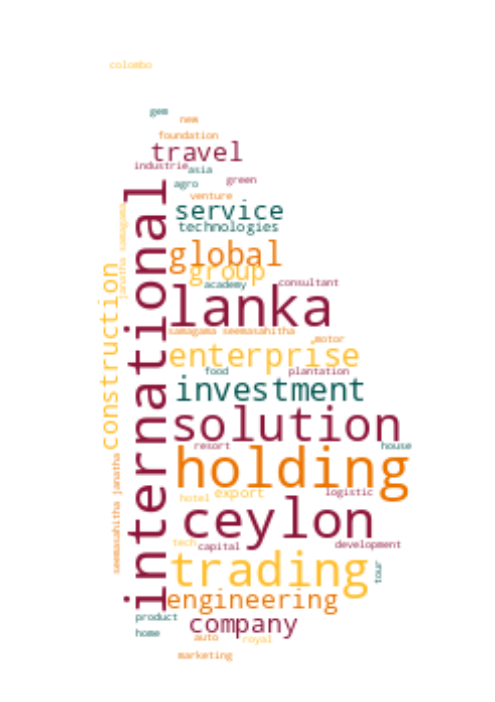 colombo
gem
new
foundation
travel
industrie
asia
agro
green
venture
janatha samagama
service
technologies
international
global
group
construction
academy
consultant
lanka
samagama seemasahitha
motor
enterprise
food
plantation
investment
solution
resort
house
holding
seemasahitha janatha
hotel
export
logistic
ceylon
tech
capital
development
trading
tour
engineering
product
company
home
auto
royal
marketing